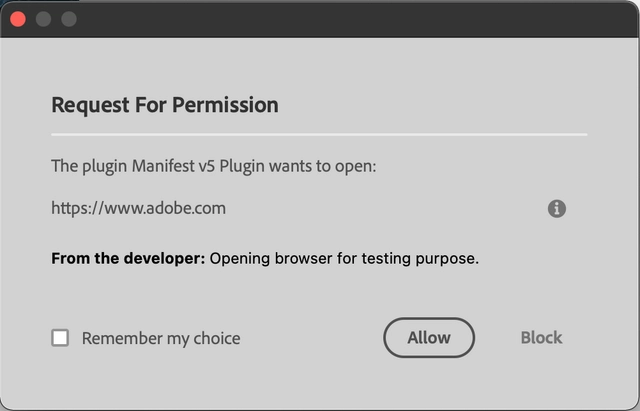 Request For Permission
The plugin Manifest v5 Plugin wants to open:
https://www.adobe.com
From the developer: Opening browser for testing purpose.
Remember my choice
Allow
Block